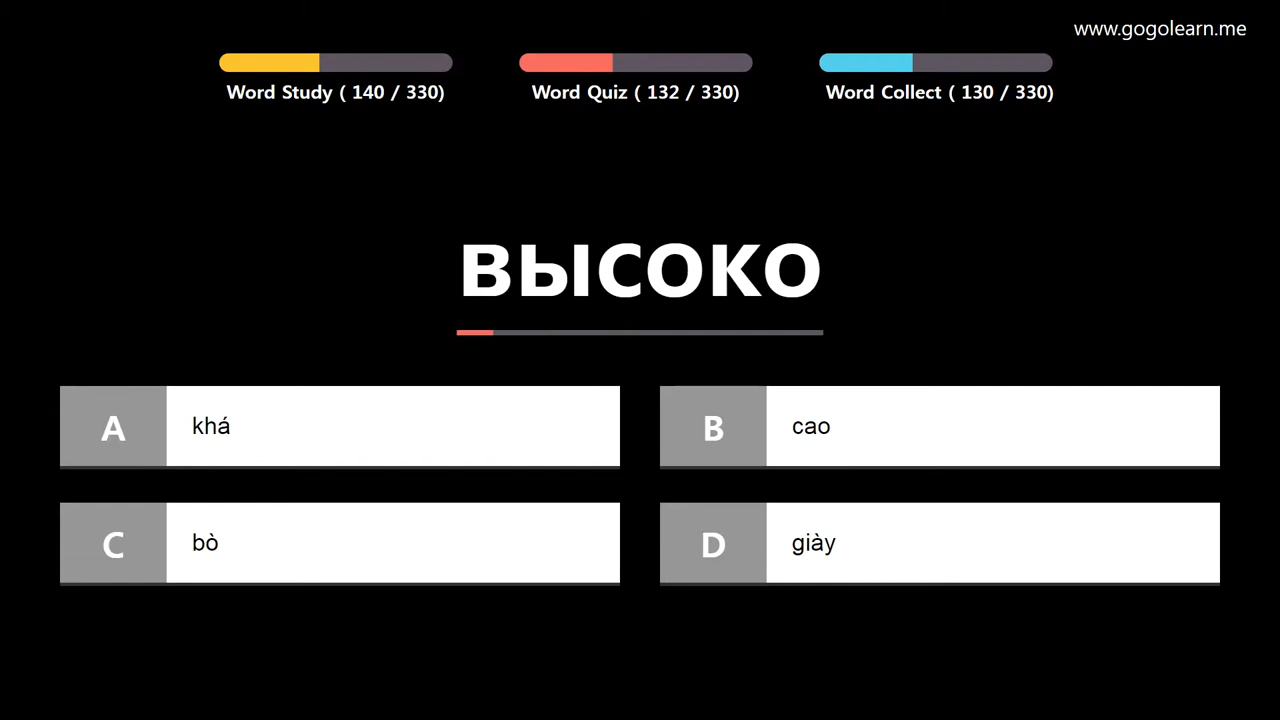 www.gogolearn.me
Word Study ( 140 / 330)
Word Quiz ( 132 / 330)
Word Collect ( 130 / 330)
ВЫСОКО
A khá
B cao
C bò
D giày